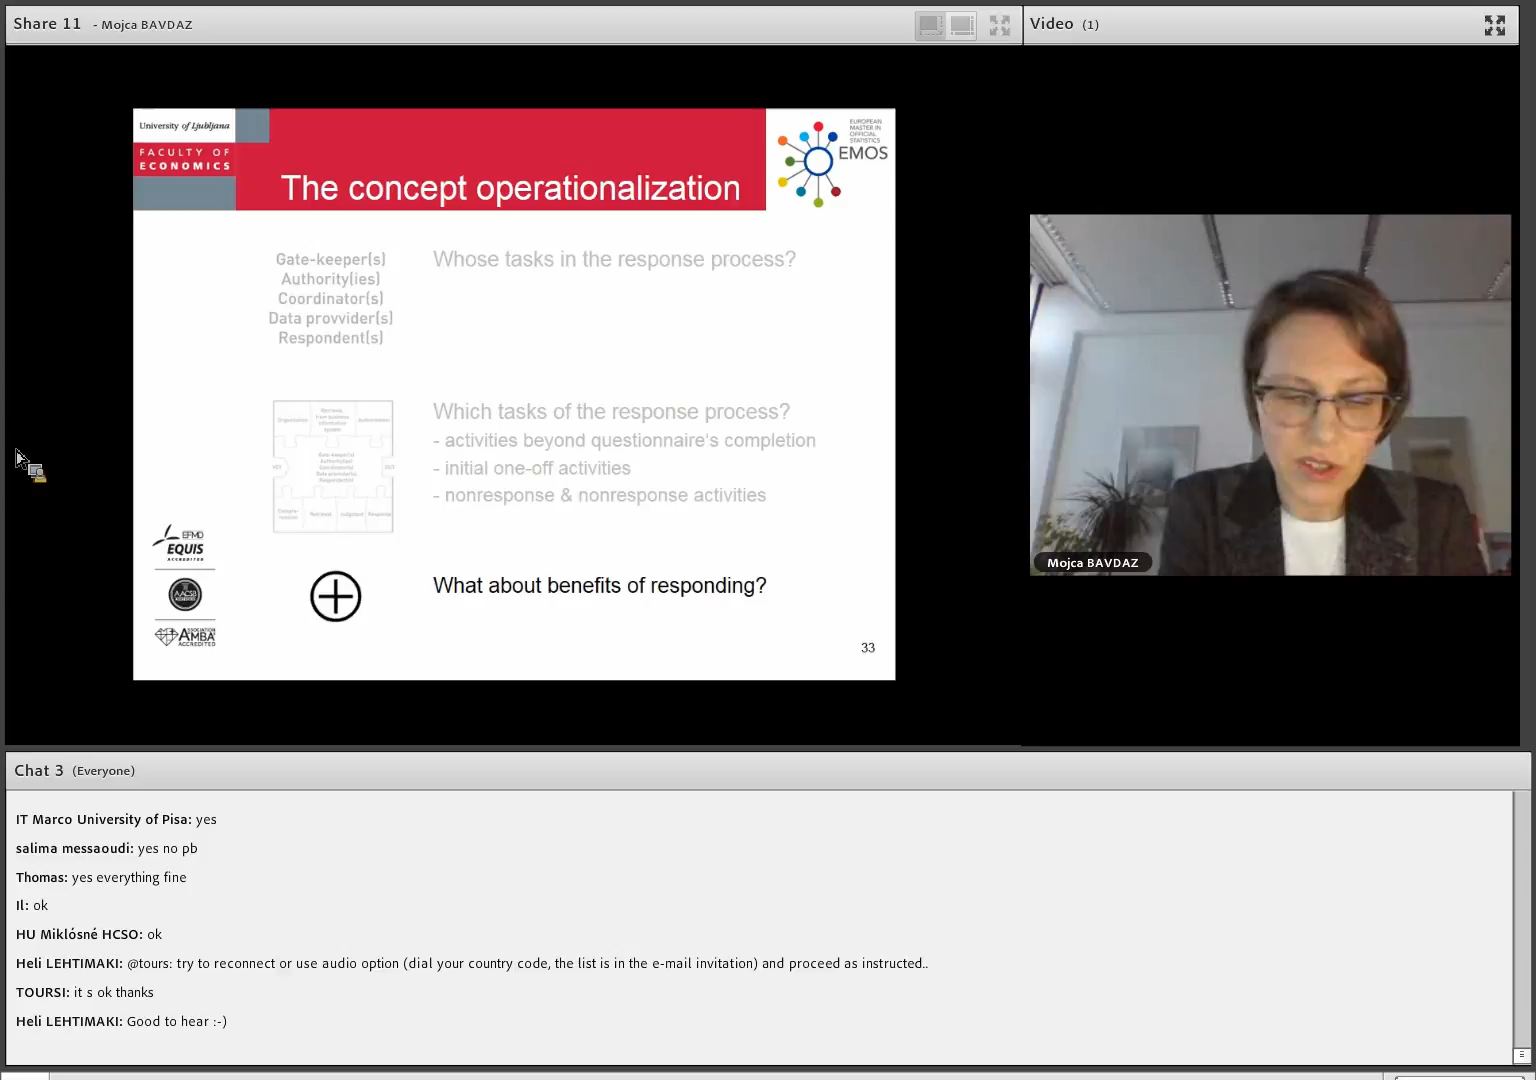 Share 11 - Mojca BAVDAZ
Video (1)
University of Ljubljana
FACULTY OF
ECONOMICS
The concept operationalization
EUROPEAN
MASTER IN
OFFICIAL
STATISTICS
EMOS
Gate-keeper(s)
Authority(ies)
Coordinator(s)
Data provvider(s)
Respondent(s)
Whose tasks in the response process?
Which tasks of the response process?
- activities beyond questionnaire's completion
- initial one-off activities
- nonresponse & nonresponse activities
EFMD
EQUIS
ACCREDITED
AACSB
ASSOCIATION
AMBA
ACCREDITED
What about benefits of responding?
33
Mojca BAVDAZ
Chat 3 (Everyone)
IT Marco University of Pisa: yes
salima messaoudi: yes no pb
Thomas: yes everything fine
Il: ok
HU Miklósné HCSO: ok
Heli LEHTIMAKI: @tours: try to reconnect or use audio option (dial your country code, the list is in the e-mail invitation) and proceed as instructed..
TOURSI: it s ok thanks
Heli LEHTIMAKI: Good to hear :-)